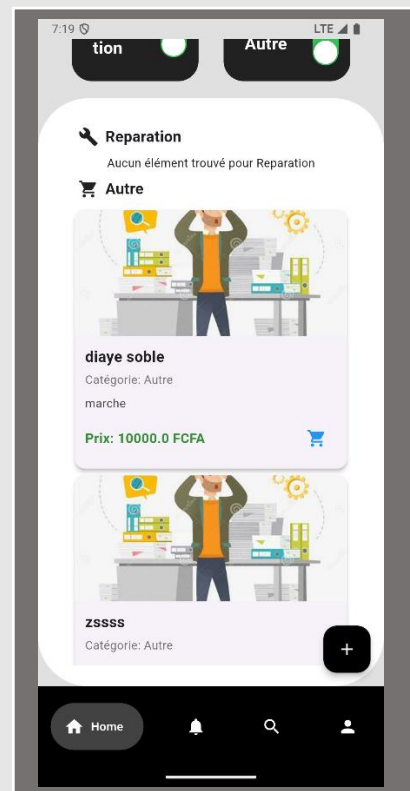 7:19
LTE
tion
Autre
Reparation
Aucun élément trouvé pour Reparation
Autre
diaye soble
Catégorie: Autre
marche
Prix: 10000.0 FCFA
zssss
Catégorie: Autre
+
Home